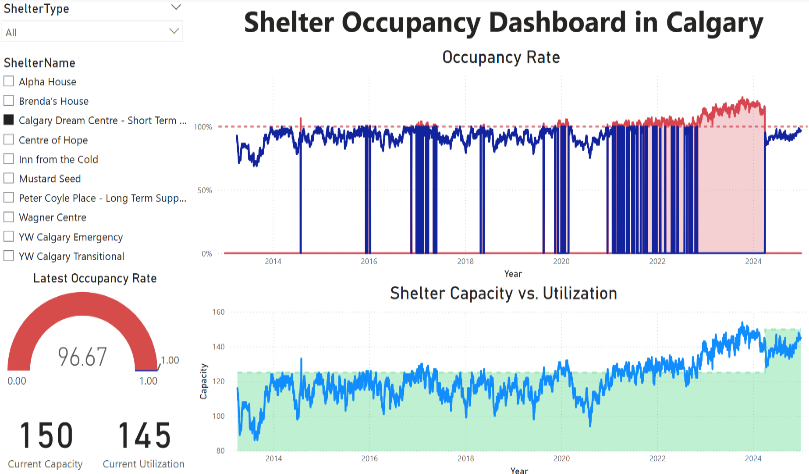 ShelterType
All
ShelterName
Alpha House
Brenda's House
Calgary Dream Centre - Short Term ...
Centre of Hope
Inn from the Cold
Mustard Seed
Peter Coyle Place - Long Term Supp...
Wagner Centre
YW Calgary Emergency
YW Calgary Transitional
Latest Occupancy Rate
96.67
1.00
0.00
1.00
150
145
Current Capacity
Current Utilization
Shelter Occupancy Dashboard in Calgary
Occupancy Rate
100%
50%
0%
2014 2016 2018 2020 2022 2024
Year
Shelter Capacity vs. Utilization
Capacity
160
140
120
100
80
2014 2016 2018 2020 2022 2024
Year